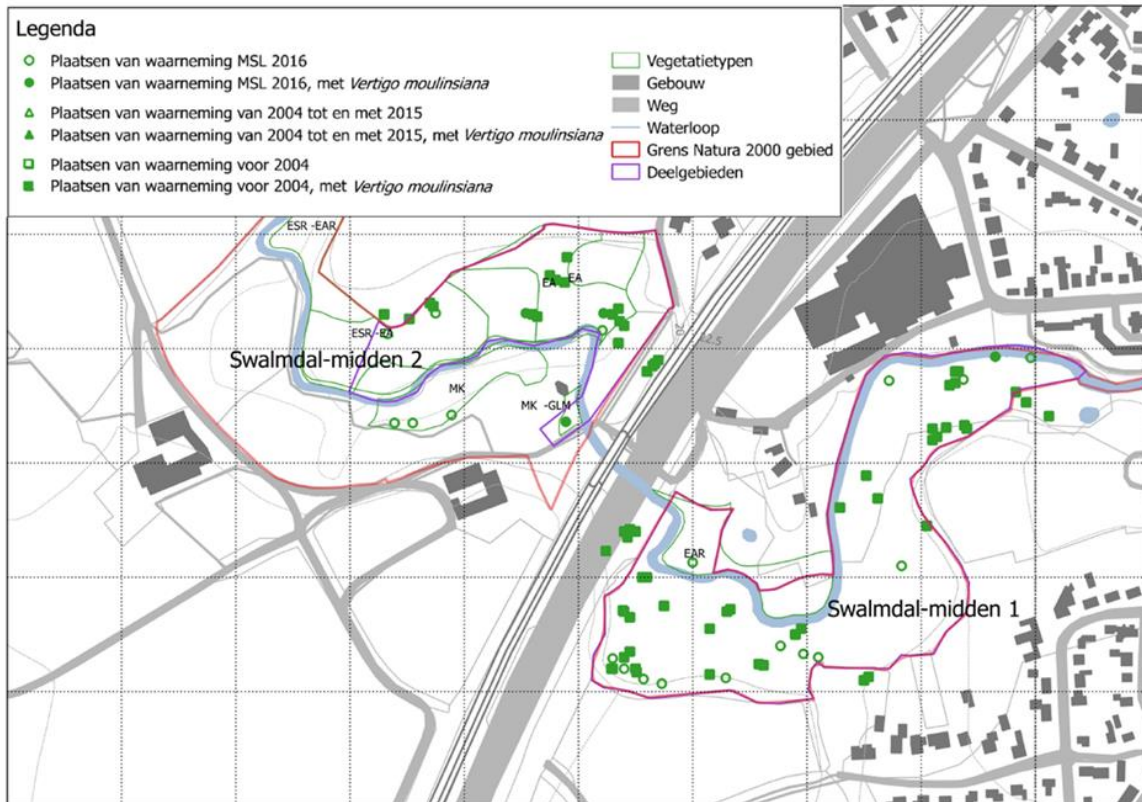 Legenda
Plaatsen van waarneming MSL 2016
Plaatsen van waarneming MSL 2016, met Vertigo moulinsiana
Plaatsen van waarneming van 2004 tot en met 2015
Plaatsen van waarneming van 2004 tot en met 2015, met Vertigo moulinsiana
Plaatsen van waarneming voor 2004
Plaatsen van waarneming voor 2004, met Vertigo moulinsiana
Vegetatietypen
Gebouw
Weg
Waterloop
Grens Natura 2000 gebied
Deelgebieden
ESR -EAR
EA
EA
ESR -EA
Swalmdal-midden 2
MK
MK -GLM
EAR
Swalmdal-midden 1